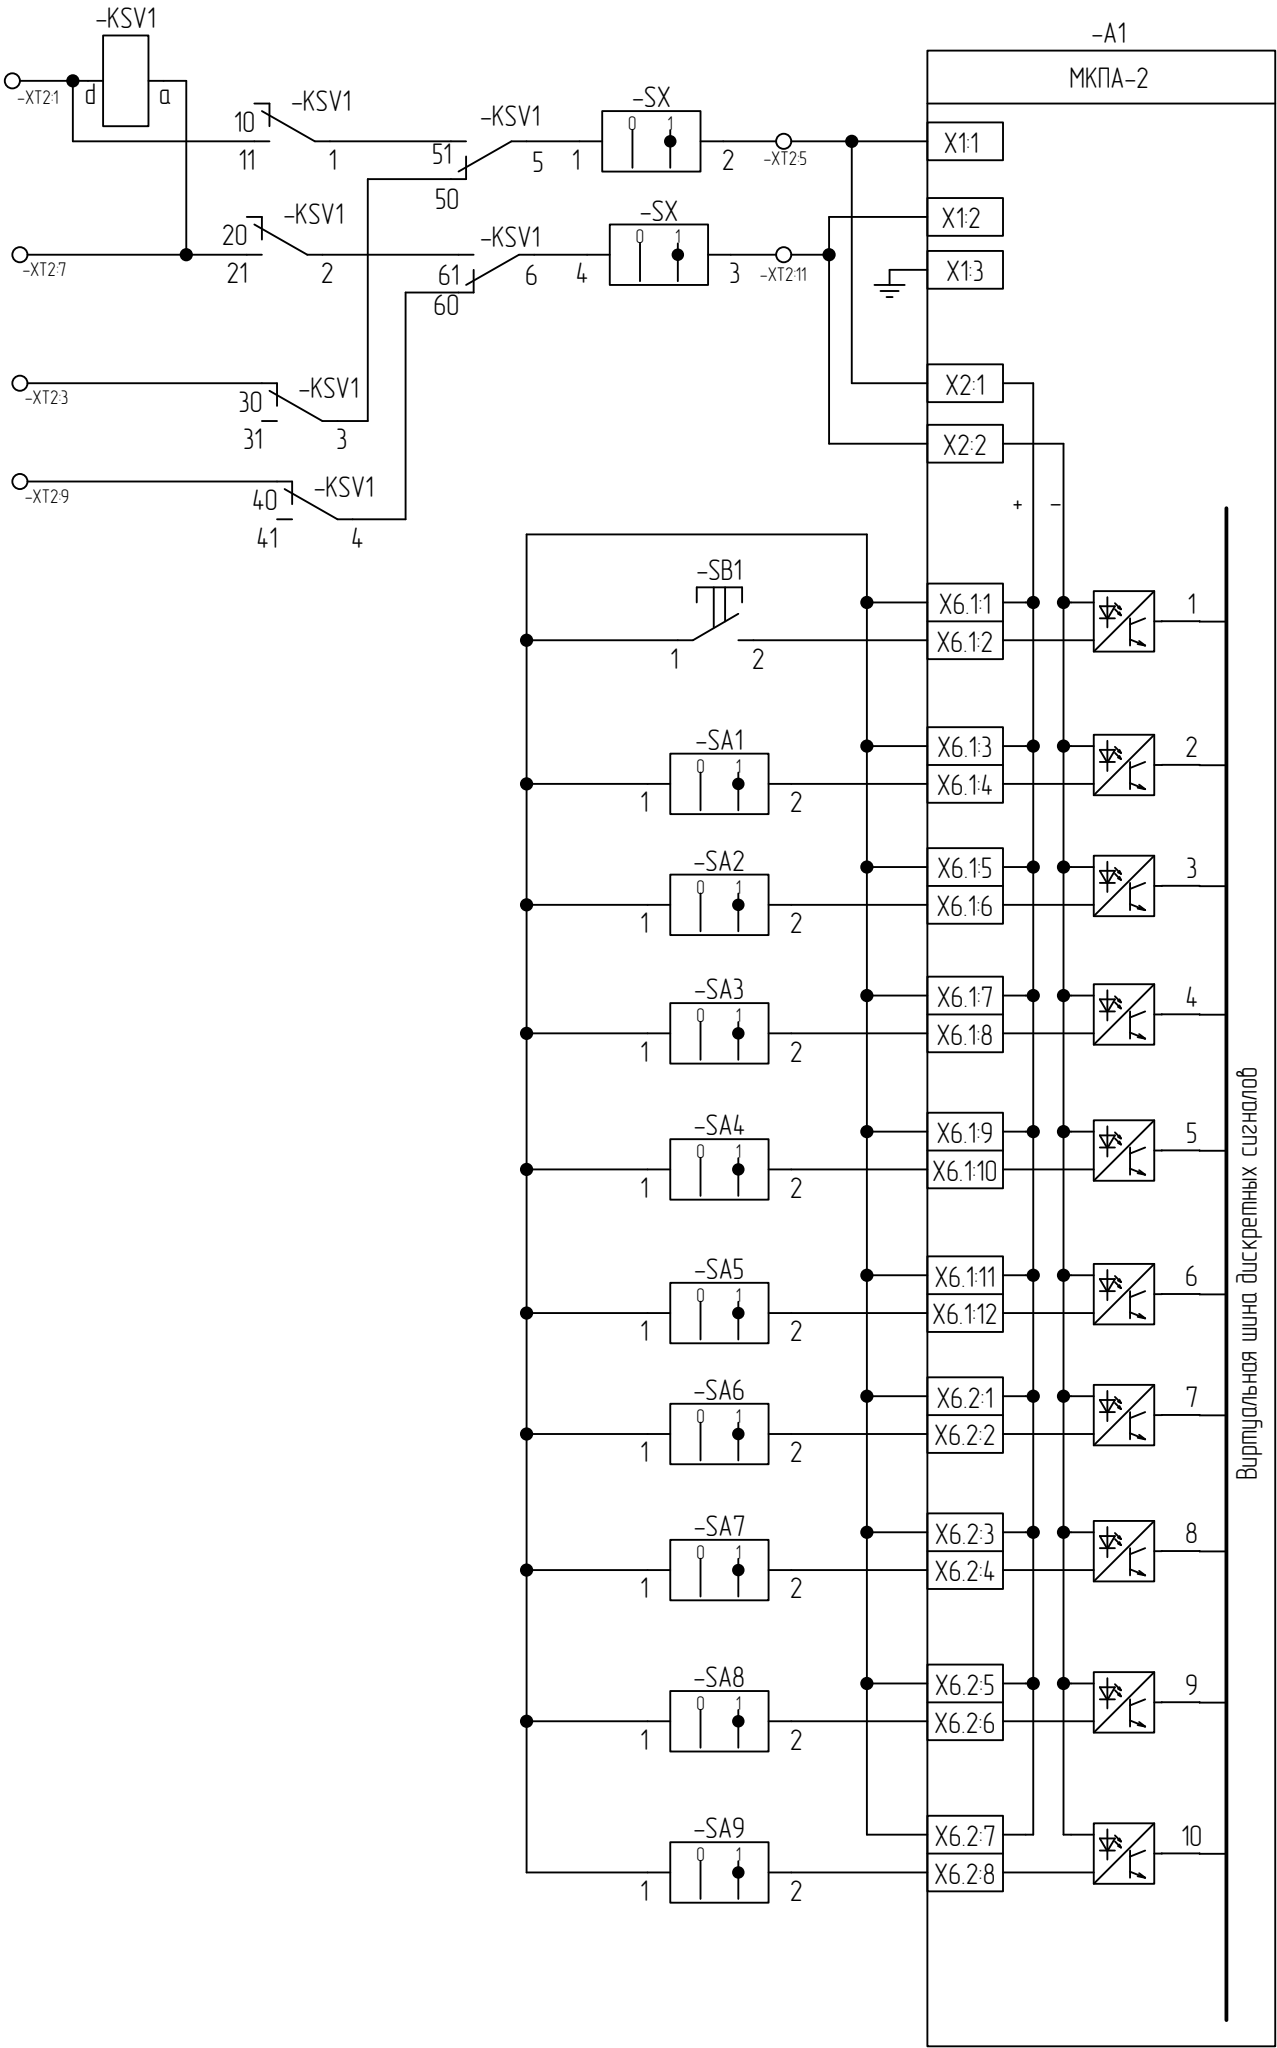 -KSV1
-A1
МКПА-2
-XT2:1
d
a
10
-KSV1
11
1
51
-KSV1
50
5
1
-SX
0
1
2
-XT2:5
X1:1
-XT2:7
20
-KSV1
21
2
61
-KSV1
60
6
4
-SX
0
1
3
-XT2:11
X1:2
X1:3
-XT2:3
30
-KSV1
31
3
X2:1
X2:2
-XT2:9
40
-KSV1
41
4
+
-
-SB1
1
2
X6.1:1
X6.1:2
1
-SA1
0
1
1
2
X6.1:3
X6.1:4
2
-SA2
0
1
1
2
X6.1:5
X6.1:6
3
-SA3
0
1
1
2
X6.1:7
X6.1:8
4
-SA4
0
1
1
2
X6.1:9
X6.1:10
5
-SA5
0
1
1
2
X6.1:11
X6.1:12
6
-SA6
0
1
1
2
X6.2:1
X6.2:2
7
-SA7
0
1
1
2
X6.2:3
X6.2:4
8
-SA8
0
1
1
2
X6.2:5
X6.2:6
9
-SA9
0
1
1
2
X6.2:7
X6.2:8
10
Виртуальная шина дискретных сигналов